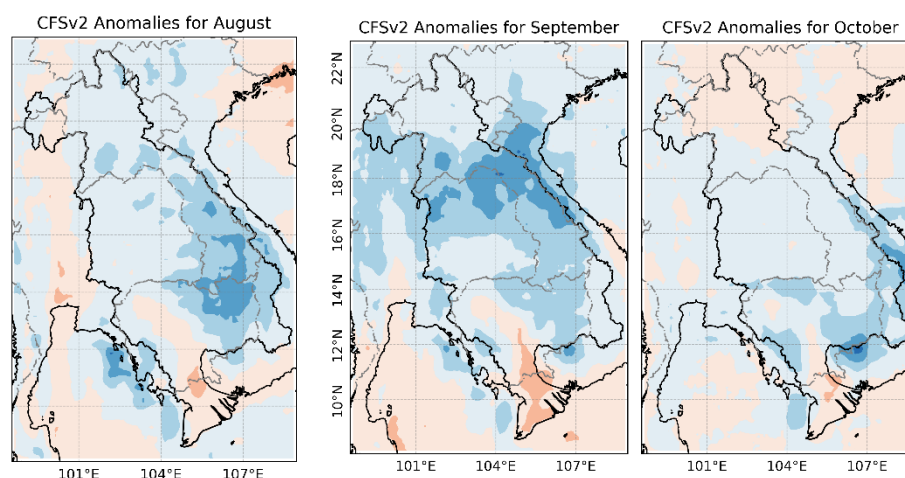 CFSv2 Anomalies for August
CFSv2 Anomalies for September
CFSv2 Anomalies for October
22°N
20°N
18°N
16°N
14°N
12°N
10°N
101°E 104°E 107°E
101°E 104°E 107°E
101°E 104°E 107°E